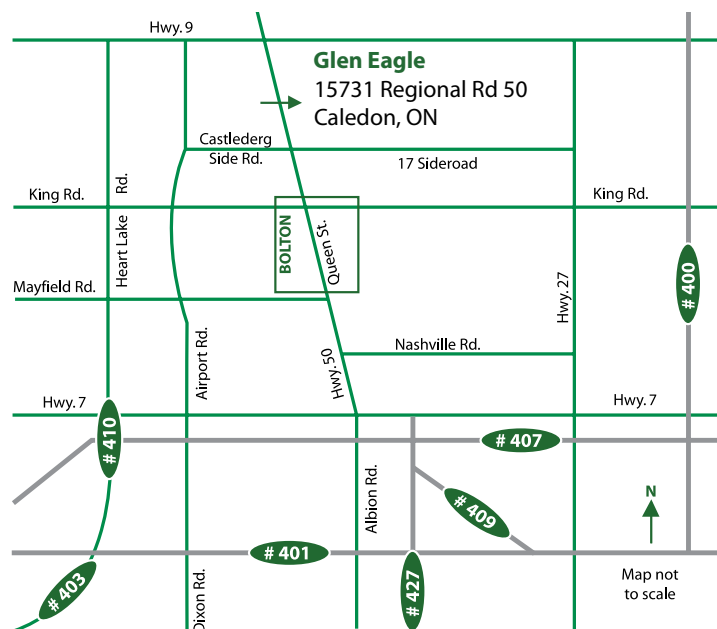 Hwy. 9
Glen Eagle
15731 Regional Rd 50
Caledon, ON
Castlederg
Side Rd.
17 Sideroad
King Rd.
King Rd.
Heart Lake Rd.
BOLTON
Queen St.
Mayfield Rd.
Hwy. 27
# 400
Airport Rd.
Hwy. 50
Nashville Rd.
Hwy. 7
Hwy. 7
# 410
# 407
Albion Rd.
# 409
N
# 401
# 403
Dixon Rd.
# 427
Map not
to scale